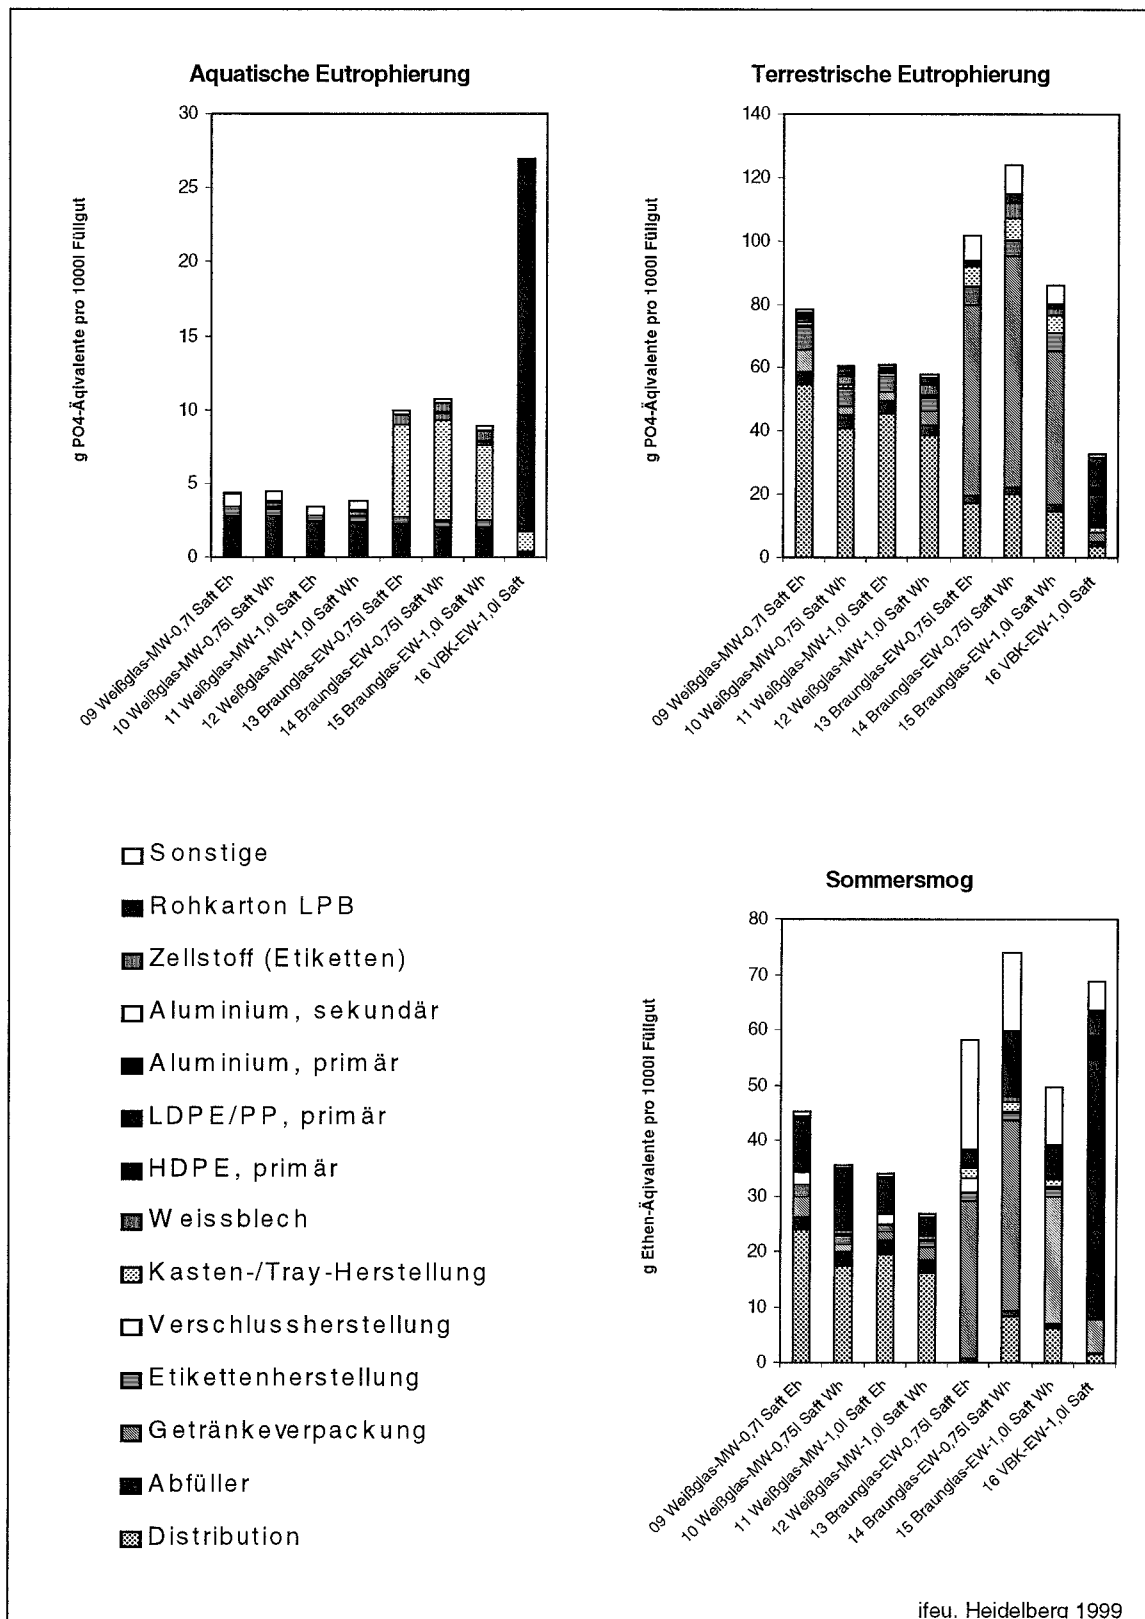 Aquatische Eutrophierung
g PO4-Äqivalente pro 1000l Füllgut
30
25
20
15
10
5
0
09 Weißglas-MW-0,7l Saft Eh
10 Weißglas-MW-0,75l Saft Wh
11 Weißglas-MW-1,0l Saft Eh
12 Weißglas-MW-1,0l Saft Wh
13 Braunglas-EW-0,75l Saft Eh
14 Braunglas-EW-0,75l Saft Wh
15 Braunglas-EW-1,0l Saft Wh
16 VBK-EW-1,0l Saft
Terrestrische Eutrophierung
g PO4-Äqivalente pro 1000l Füllgut
140
120
100
80
60
40
20
0
09 Weißglas-MW-0,7l Saft Eh
10 Weißglas-MW-0,75l Saft Wh
11 Weißglas-MW-1,0l Saft Eh
12 Weißglas-MW-1,0l Saft Wh
13 Braunglas-EW-0,75l Saft Eh
14 Braunglas-EW-0,75l Saft Wh
15 Braunglas-EW-1,0l Saft Wh
16 VBK-EW-1,0l Saft
Sonstige
Rohkarton LPB
Zellstoff (Etiketten)
Aluminium, sekundär
Aluminium, primär
LDPE/PP, primär
HDPE, primär
Weissblech
Kasten-/Tray-Herstellung
Verschlussherstellung
Etikettenherstellung
Getränkeverpackung
Abfüller
Distribution
Sommersmog
g Ethen-Äqivalente pro 1000l Füllgut
80
70
60
50
40
30
20
10
0
09 Weißglas-MW-0,7l Saft Eh
10 Weißglas-MW-0,75l Saft Wh
11 Weißglas-MW-1,0l Saft Eh
12 Weißglas-MW-1,0l Saft Wh
13 Braunglas-EW-0,75l Saft Eh
14 Braunglas-EW-0,75l Saft Wh
15 Braunglas-EW-1,0l Saft Wh
16 VBK-EW-1,0l Saft
ifeu, Heidelberg 1999